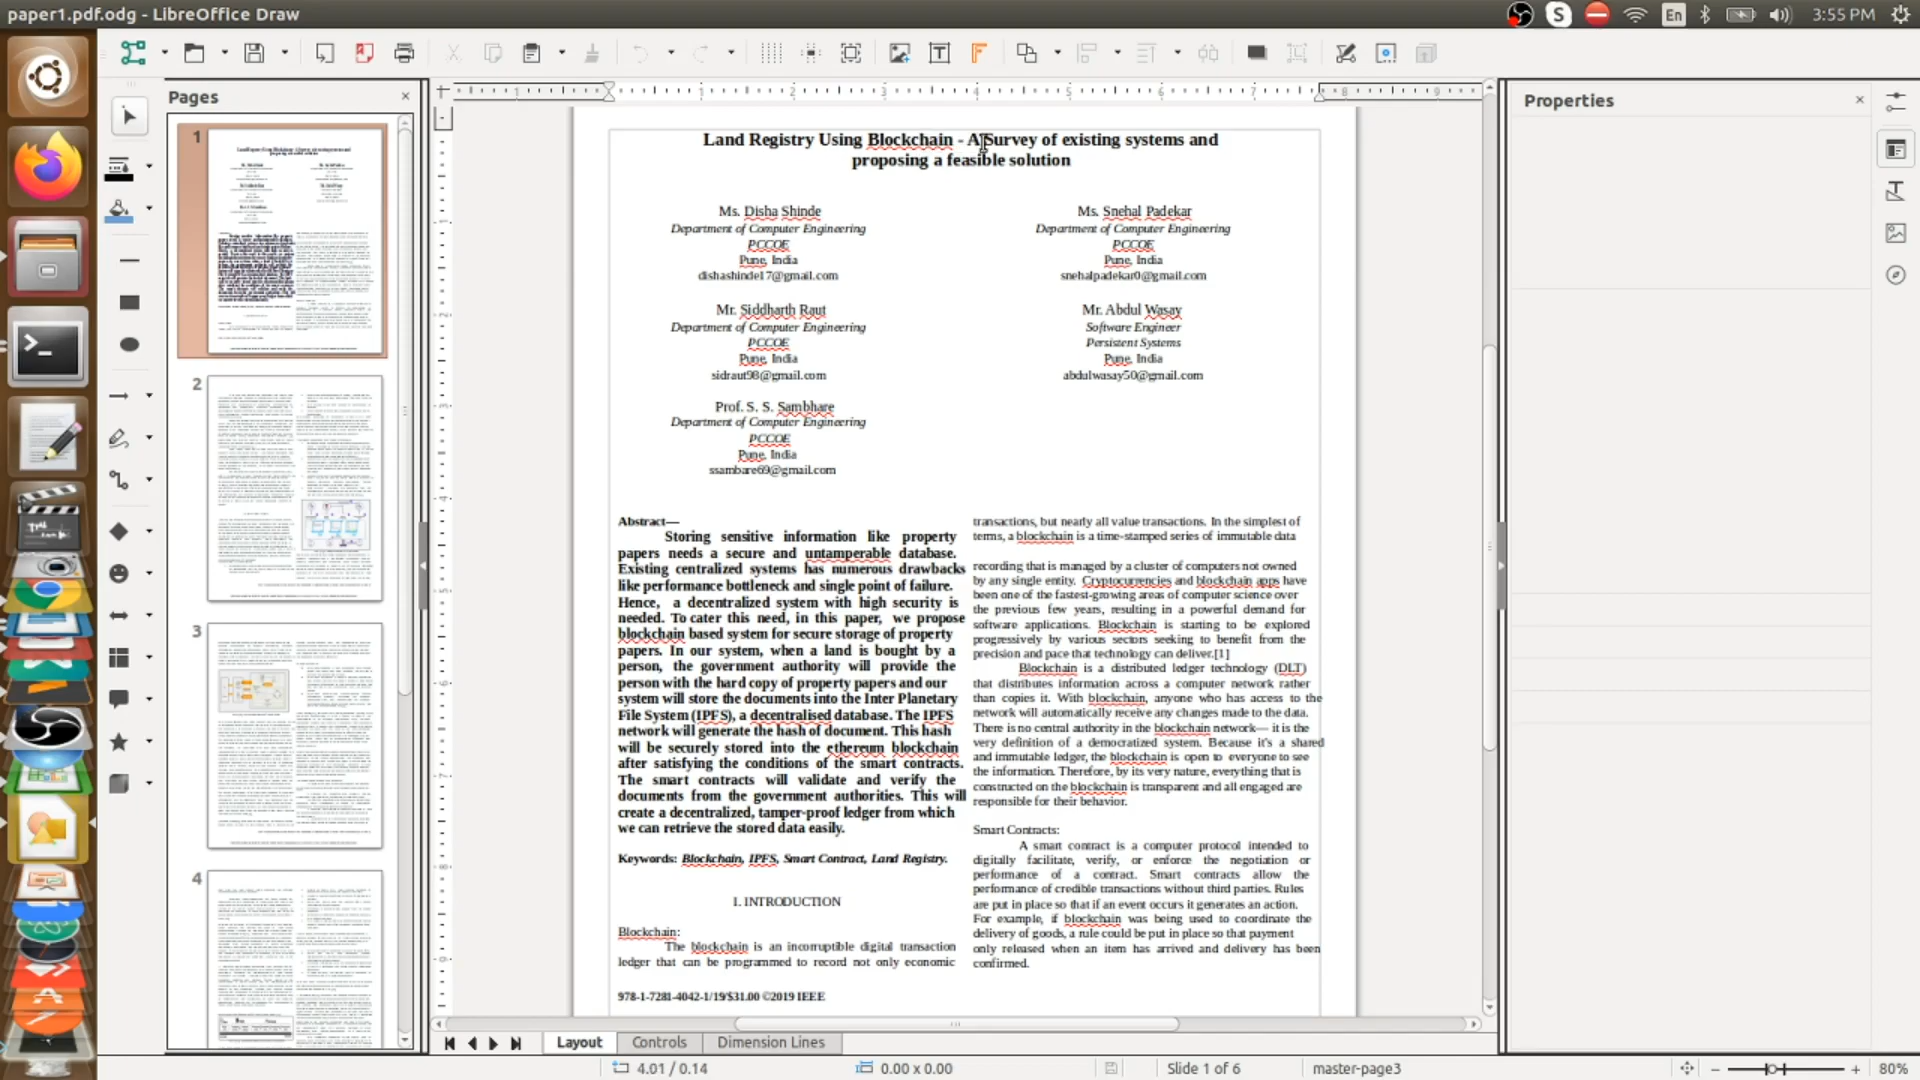 paper1.pdf.odg - LibreOffice Draw
En
3:55 PM
Pages
1
2
3
4
Properties
Land Registry Using Blockchain - A Survey of existing systems and
proposing a feasible solution
Ms. Disha Shinde
Department of Computer Engineering
PCCOE
Pune, India
dishashinde17@gmail.com
Ms. Snehal Padekar
Department of Computer Engineering
PCCOE
Pune, India
snehalpadekar0@gmail.com
Mr. Siddharth Raut
Department of Computer Engineering
PCCOE
Pune, India
sidraut98@gmail.com
Mr. Abdul Wasay
Software Engineer
Persistent Systems
Pune, India
abdulwasay50@gmail.com
Prof. S. S. Sambhare
Department of Computer Engineering
PCCOE
Pune, India
ssambare69@gmail.com
Abstract—
Storing sensitive information like property
papers needs a secure and untamperable database.
Existing centralized systems has numerous drawbacks
like performance bottleneck and single point of failure.
Hence, a decentralized system with high security is
needed. To cater this need, in this paper, we propose
blockchain based system for secure storage of property
papers. In our system, when a land is bought by a
person, the government authority will provide the
person with the hard copy of property papers and our
system will store the documents into the Inter Planetary
File System (IPFS), a decentralised database. The IPFS
network will generate the hash of document. This hash
will be securely stored into the ethereum blockchain
after satisfying the conditions of the smart contracts.
The smart contracts will validate and verify the
documents from the government authorities. This will
create a decentralized, tamper-proof ledger from which
we can retrieve the stored data easily.
Keywords: Blockchain, IPFS, Smart Contract, Land Registry.
I. INTRODUCTION
Blockchain:
The blockchain is an incorruptible digital transaction
ledger that can be programmed to record not only economic
978-1-7281-4042-1/19/$31.00 ©2019 IEEE
transactions, but nearly all value transactions. In the simplest of
terms, a blockchain is a time-stamped series of immutable data
recording that is managed by a cluster of computers not owned
by any single entity. Cryptocurrencies and blockchain apps have
been one of the fastest-growing areas of computer science over
the previous few years, resulting in a powerful demand for
software applications. Blockchain is starting to be explored
progressively by various sectors seeking to benefit from the
precision and pace that technology can deliver.[1]
Blockchain is a distributed ledger technology (DLT)
that distributes information across a computer network rather
than copies it. With blockchain, anyone who has access to the
network will automatically receive any changes made to the data.
There is no central authority in the blockchain network— it is the
very definition of a democratized system. Because it's a shared
and immutable ledger, the blockchain is open to everyone to see
the information. Therefore, by its very nature, everything that is
constructed on the blockchain is transparent and all engaged are
responsible for their behavior.
Smart Contracts:
A smart contract is a computer protocol intended to
digitally facilitate, verify, or enforce the negotiation or
performance of a contract. Smart contracts allow the
performance of credible transactions without third parties. Rules
are put in place so that if an event occurs it generates an action.
For example, if blockchain was being used to coordinate the
delivery of goods, a rule could be put in place so that payment
only released when an item has arrived and delivery has been
confirmed.
Layout
Controls
Dimension Lines
4.01 / 0.14
0.00 x 0.00
Slide 1 of 6
master-page3
80%